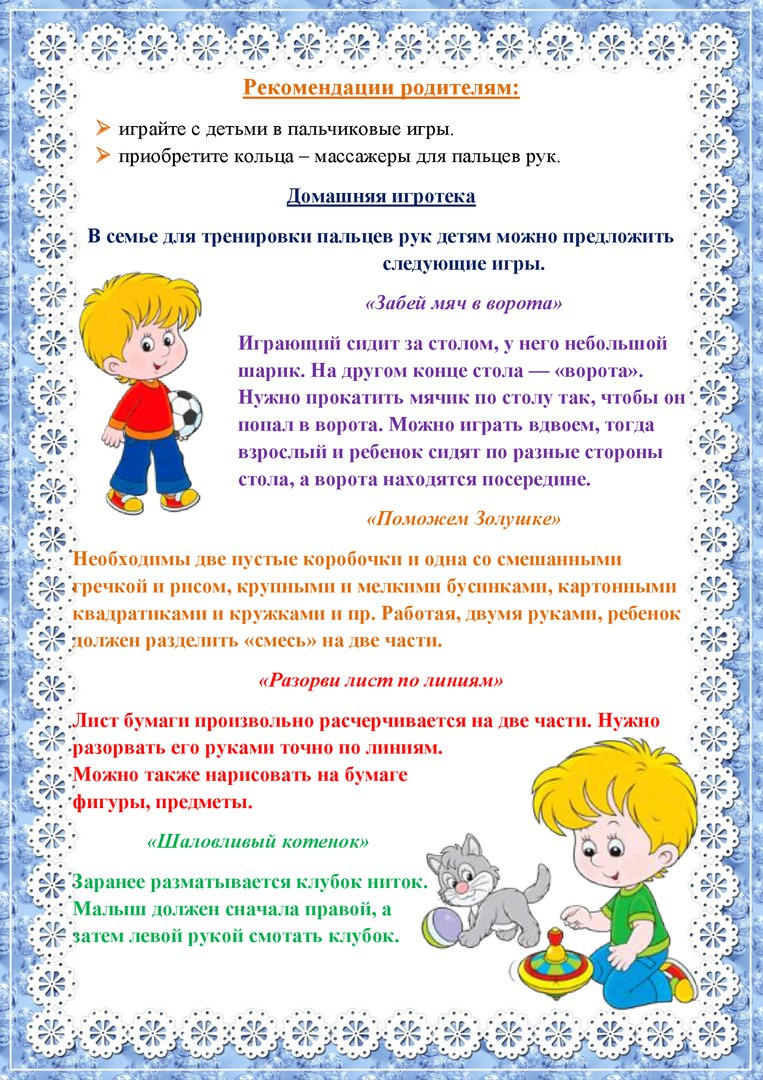 Рекомендации родителям:
играйте с детьми в пальчиковые игры.
приобретите кольца – массажеры для пальцев рук.
Домашняя игротека
В семье для тренировки пальцев рук детям можно предложить
следующие игры.
«Забей мяч в ворота»
Играющий сидит за столом, у него небольшой
шарик. На другом конце стола — «ворота».
Нужно прокатить мячик по столу так, чтобы он
попал в ворота. Можно играть вдвоем, тогда
взрослый и ребенок сидят по разные стороны
стола, а ворота находятся посередине.
«Поможем Золушке»
Необходимы две пустые коробочки и одна со смешанными
гречкой и рисом, крупными и мелкими бусинками, картонными
квадратиками и кружками и пр. Работая, двумя руками, ребенок
должен разделить «смесь» на две части.
«Разорви лист по линиям»
Лист бумаги произвольно расчерчивается на две части. Нужно
разорвать его руками точно по линиям.
Можно также нарисовать на бумаге
фигуры, предметы.
«Шаловливый котенок»
Заранее разматывается клубок ниток.
Малыш должен сначала правой, а
затем левой рукой смотать клубок.